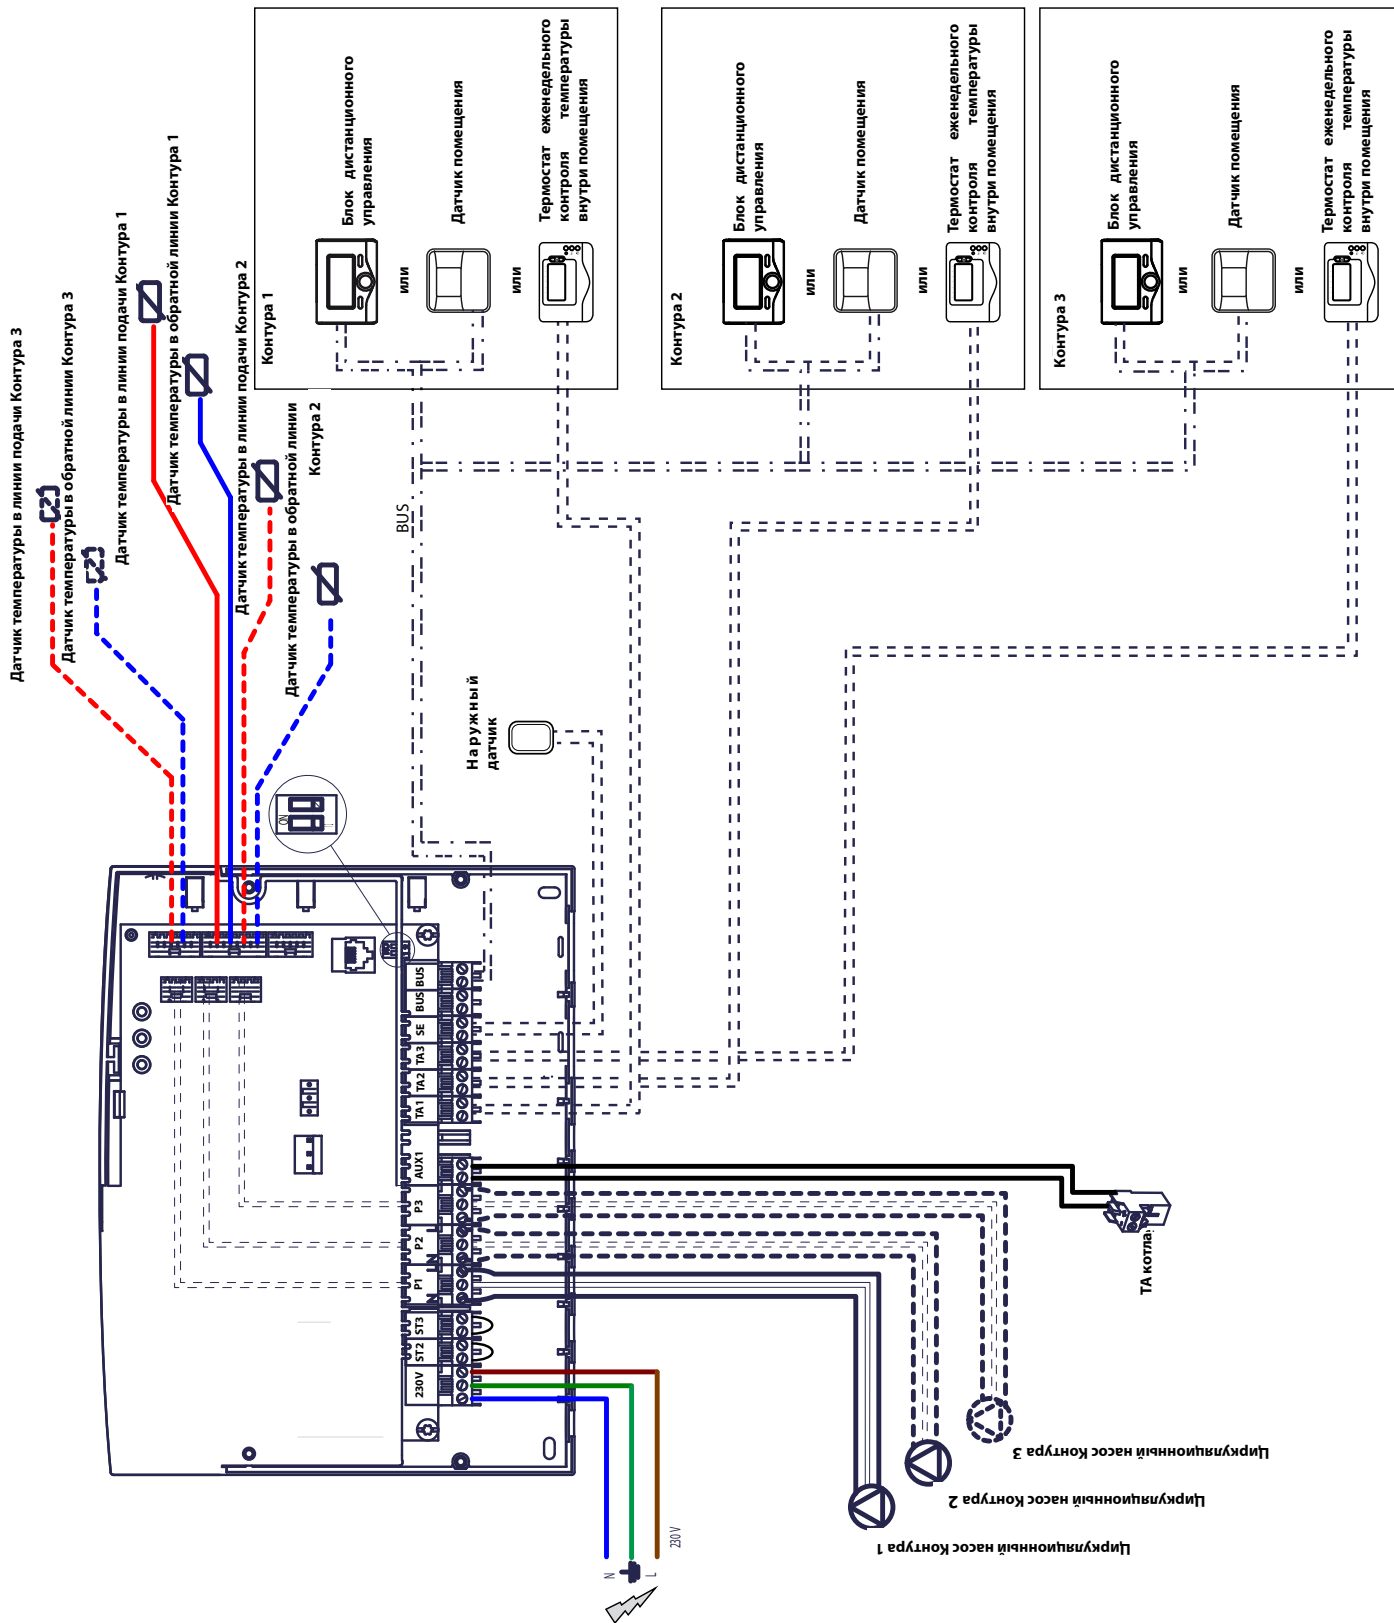 Датчик температуры в линии подачи Контура 3
Датчик температуры в обратной линии Контура 3
Датчик температуры в линии подачи Контура 1
Датчик температуры в обратной линии Контура 1
Датчик температуры в линии подачи Контура 2
Датчик температуры в обратной линии
Контура 2
Контура 1
Блок дистанционного
управления
или
Датчик помещения
или
Термостат еженедельного
контроля температуры
внутри помещения
Контура 2
Блок дистанционного
управления
или
Датчик помещения
или
Термостат еженедельного
контроля температуры
внутри помещения
Контура 3
Блок дистанционного
управления
или
Датчик помещения
или
Термостат еженедельного
контроля температуры
внутри помещения
BUS
Наружный
датчик
ON
BUS
BUS
SE
TA3
TA2
TA1
AUX1
P3
P2
P1
ST3
ST2
230V
L
N
L
N
N
L
230 V
TA котла
Циркуляционный насос Контура 3
Циркуляционный насос Контура 2
Циркуляционный насос Контура 1